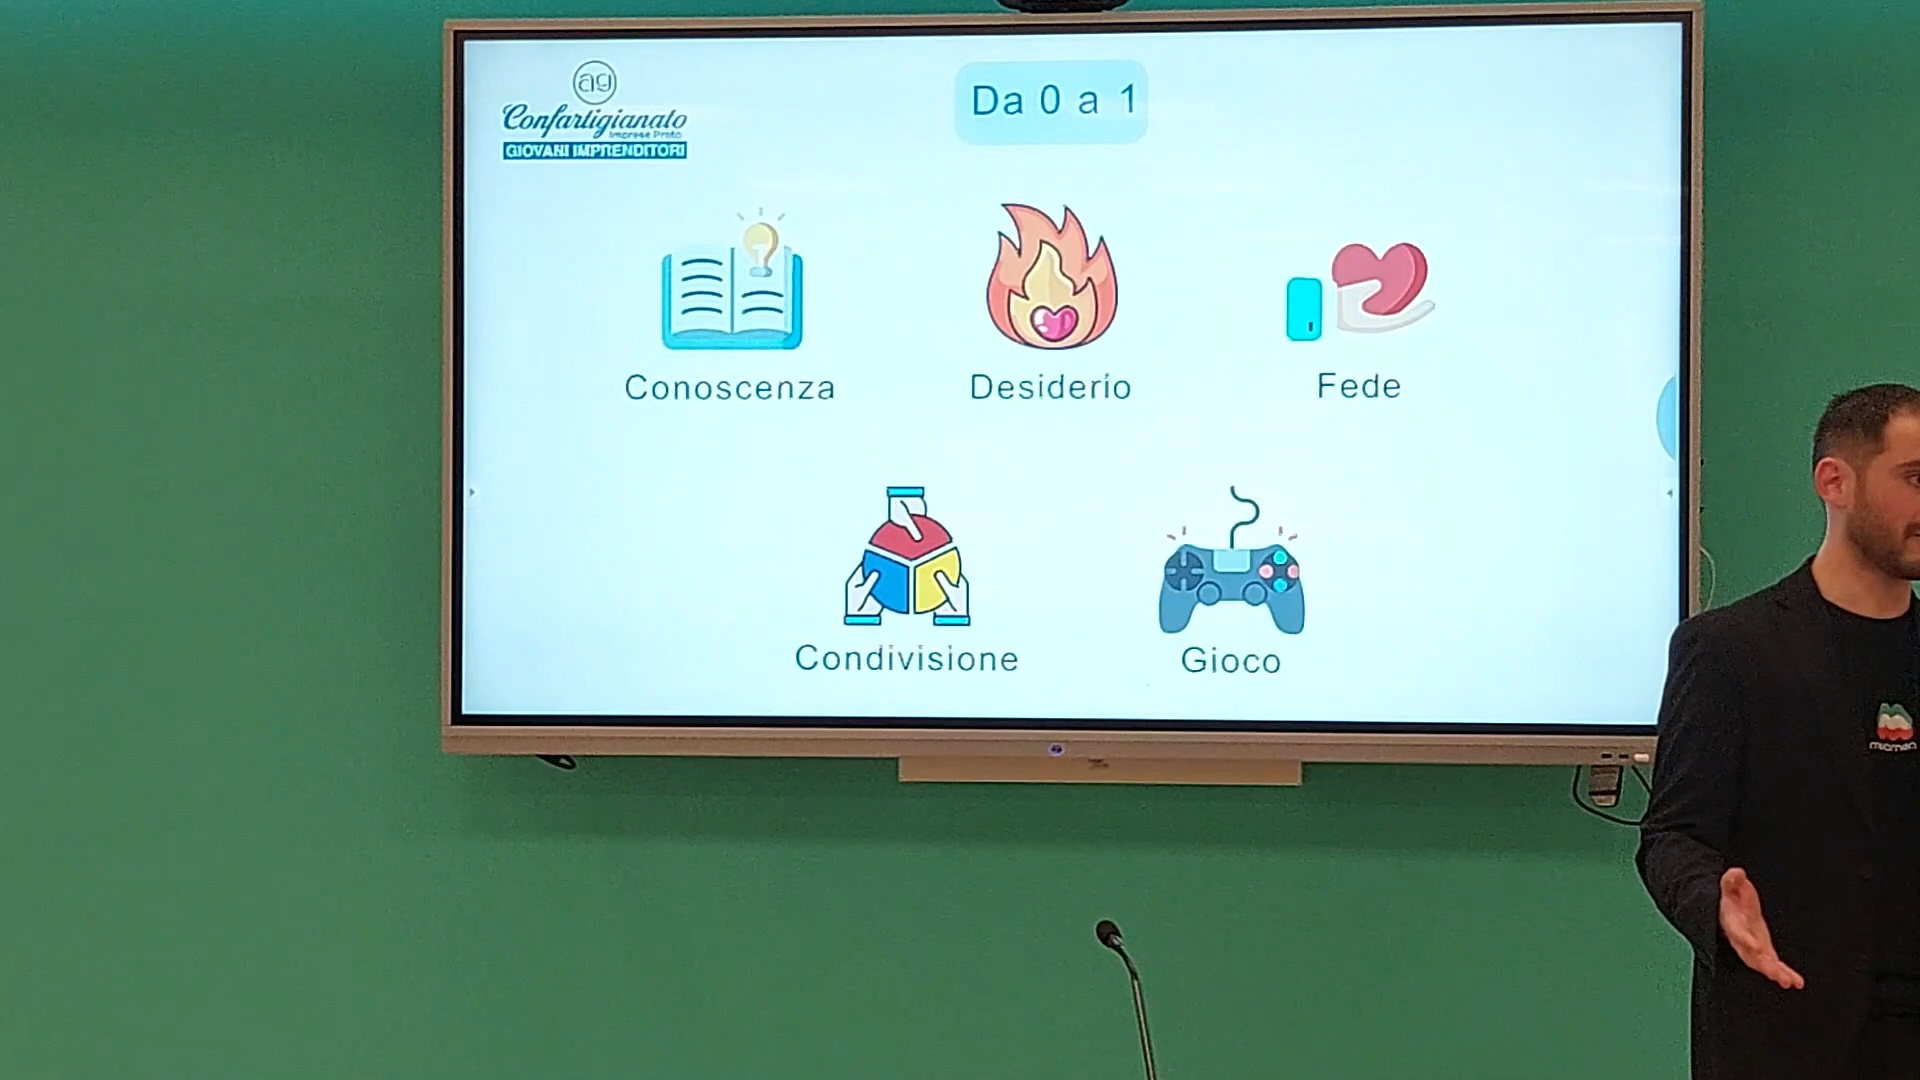 ag
Confartigianato
Imprese Prato
GIOVANI IMPRENDITORI
Da 0 a 1
Conoscenza
Desiderio
Fede
Condivisione
Gioco